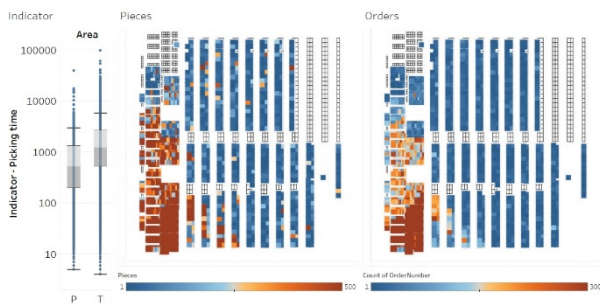 Indicator
Pieces
Orders
Area
100000
10000
1000
100
10
Indicator - Picking time
P
T
Pieces
1
500
Count of OrderNumber
1
300